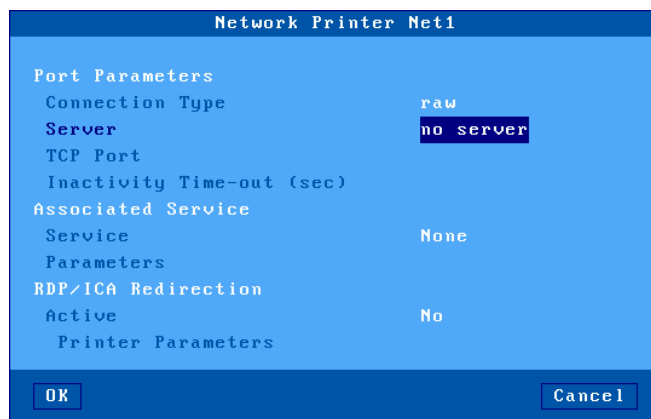 Network Printer Net1
Port Parameters
Connection Type raw
Server no server
TCP Port
Inactivity Time-out (sec)
Associated Service
Service None
Parameters
RDP/ICA Redirection
Active No
Printer Parameters
OK Cancel